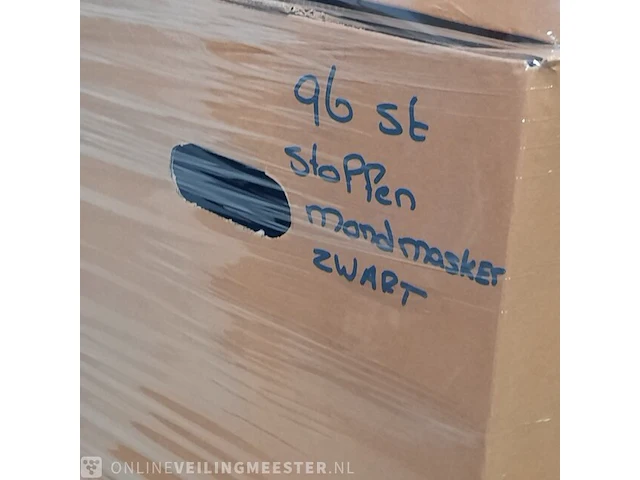 96 st
stoffen
mondmasker
ZWART
ONLINEVEILINGMEESTER.NL